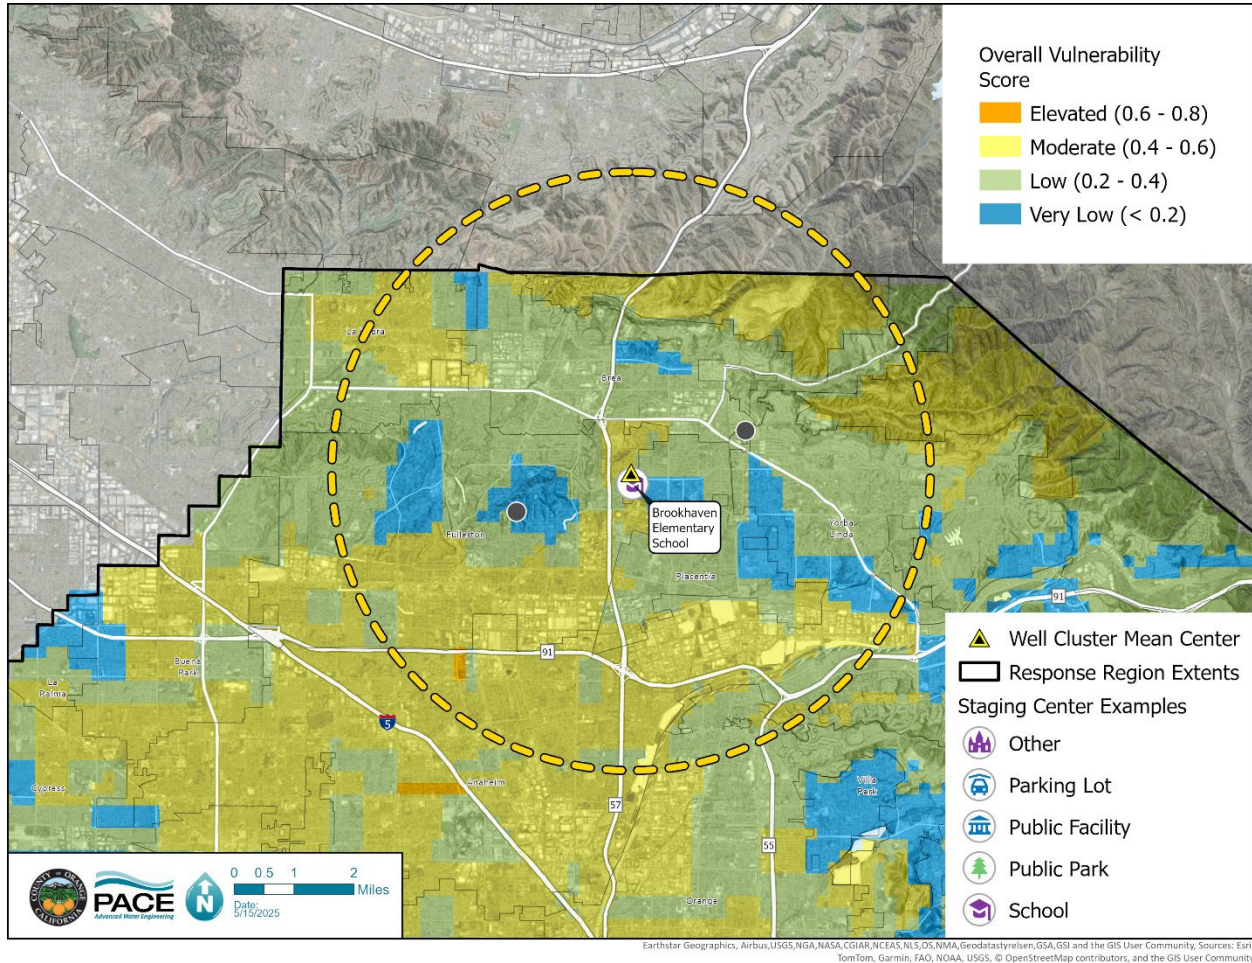 Overall Vulnerability
Score
Elevated (0.6 - 0.8)
Moderate (0.4 - 0.6)
Low (0.2 - 0.4)
Very Low (< 0.2)
Brea
Brookhaven
Elementary
School
Fullerton
Yorba
Linda
Placentia
91
91
Buena
Park
La
Palma
5
Cypress
Anaheim
57
Villa
Park
55
Orange
Well Cluster Mean Center
Response Region Extents
Staging Center Examples
Other
Parking Lot
Public Facility
Public Park
School
COUNTY OF ORANGE
CALIFORNIA
PACE
Advanced Water Engineering
N
0 0.5 1 2
Miles
Date:
5/15/2025
Earthstar Geographics, Airbus,USGS,NGA,NASA,CGIAR,NCEAS,NLS,OS,NMA,Geodatastyrelsen,GSA,GSI and the GIS User Community, Sources: Esri,
TomTom, Garmin, FAO, NOAA, USGS, © OpenStreetMap contributors, and the GIS User Community